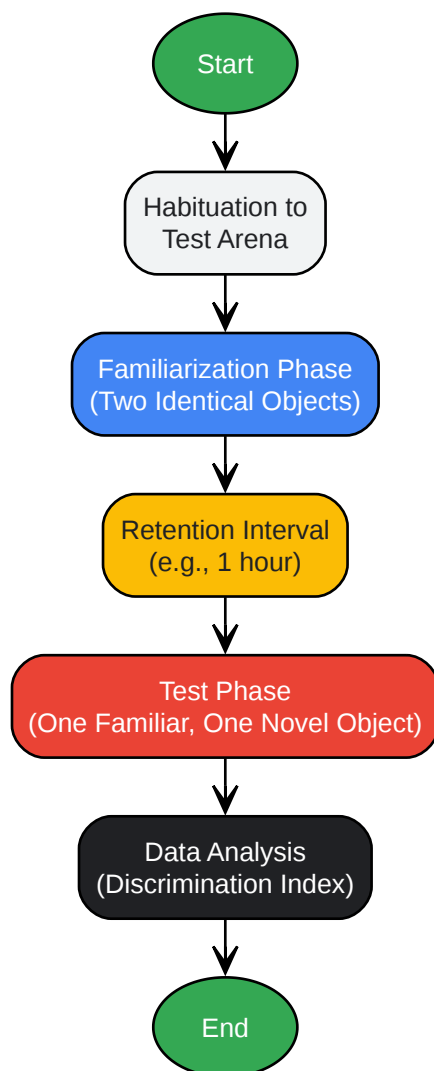 Start
Habituation to
Test Arena
Familiarization Phase
(Two Identical Objects)
Retention Interval
(e.g., 1 hour)
Test Phase
(One Familiar, One Novel Object)
Data Analysis
(Discrimination Index)
End